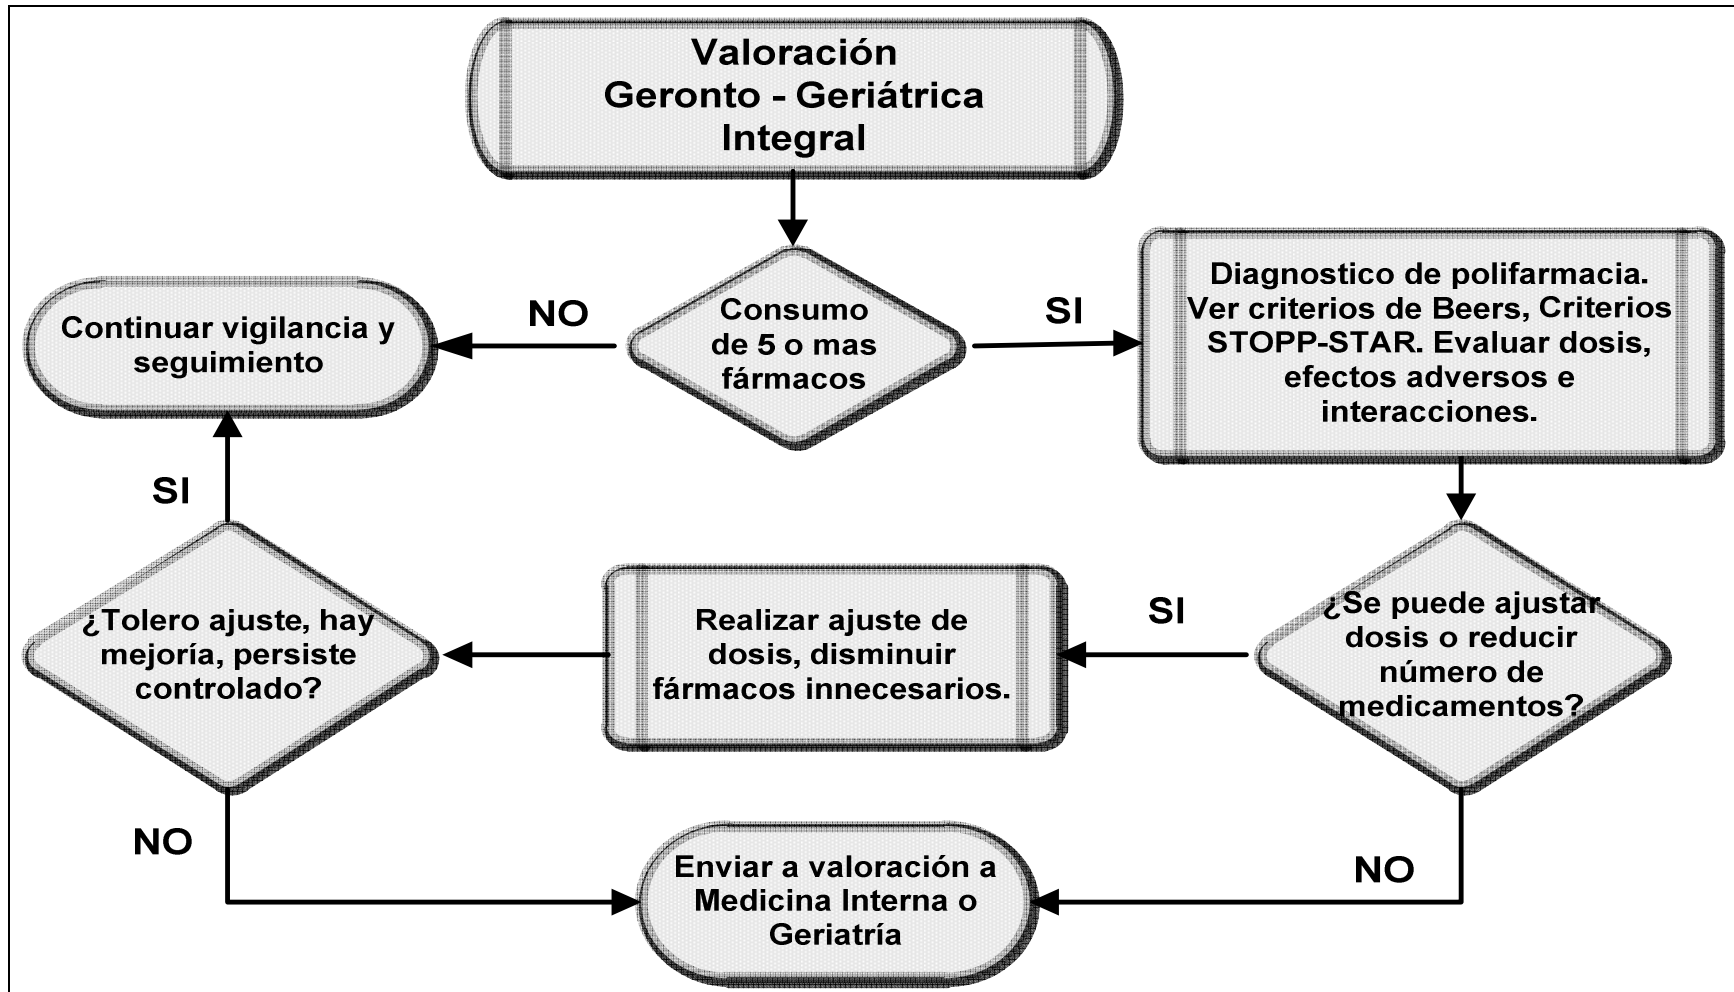 Valoración
Geronto - Geriátrica
Integral
Consumo
de 5 o mas
fármacos
NO
SI
Continuar vigilancia y
seguimiento
Diagnostico de polifarmacia.
Ver criterios de Beers, Criterios
STOPP-STAR. Evaluar dosis,
efectos adversos e
interacciones.
¿Se puede ajustar
dosis o reducir
número de
medicamentos?
SI
Realizar ajuste de
dosis, disminuir
fármacos innecesarios.
¿Tolero ajuste, hay
mejoría, persiste
controlado?
SI
NO
NO
Enviar a valoración a
Medicina Interna o
Geriatría